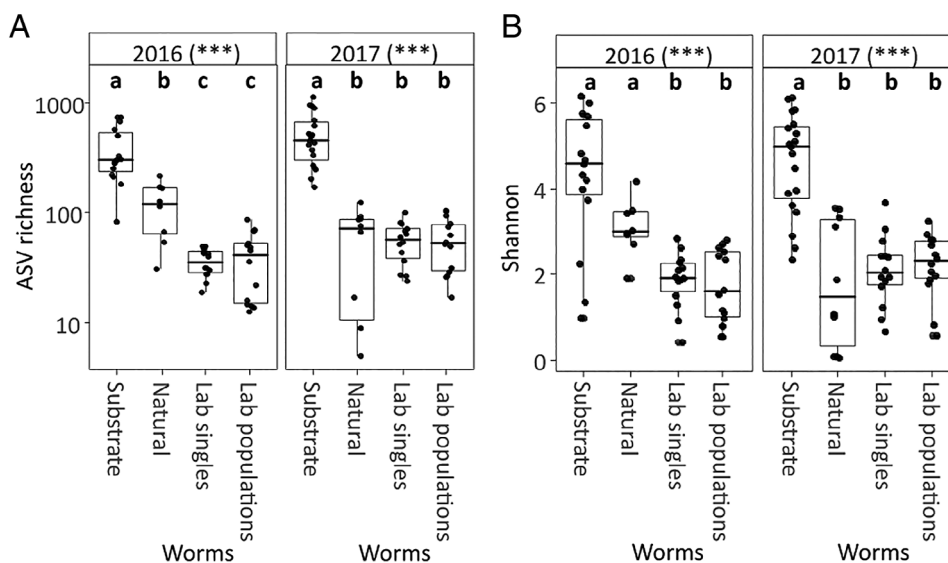 A
2016 (***)
2017 (***)
a b c c
a b b b
ASV richness
1000
100
10
Substrate
Natural
Lab singles
Lab populations
Substrate
Natural
Lab singles
Lab populations
Worms
Worms
B
2016 (***)
2017 (***)
a a b b
a b b b
Shannon
6
4
2
0
Substrate
Natural
Lab singles
Lab populations
Substrate
Natural
Lab singles
Lab populations
Worms
Worms